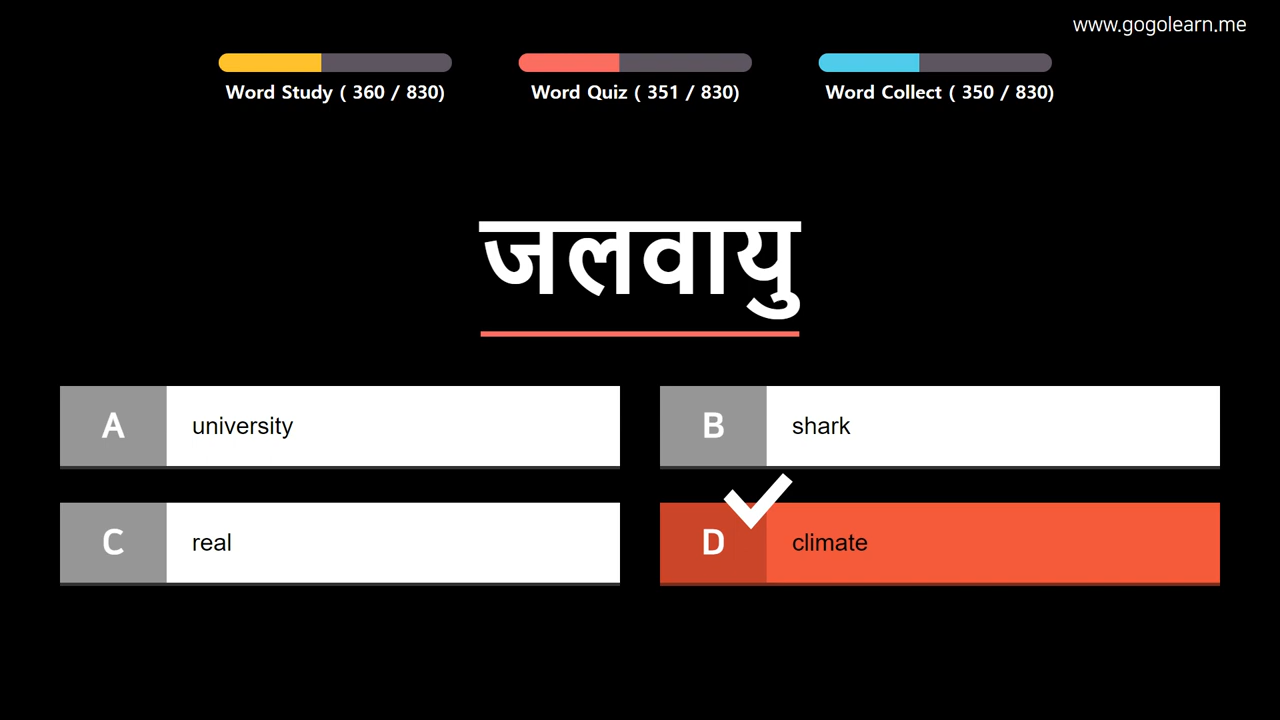 www.gogolearn.me
Word Study ( 360 / 830)
Word Quiz ( 351 / 830)
Word Collect ( 350 / 830)
जलवायु
A university
B shark
C real
D climate